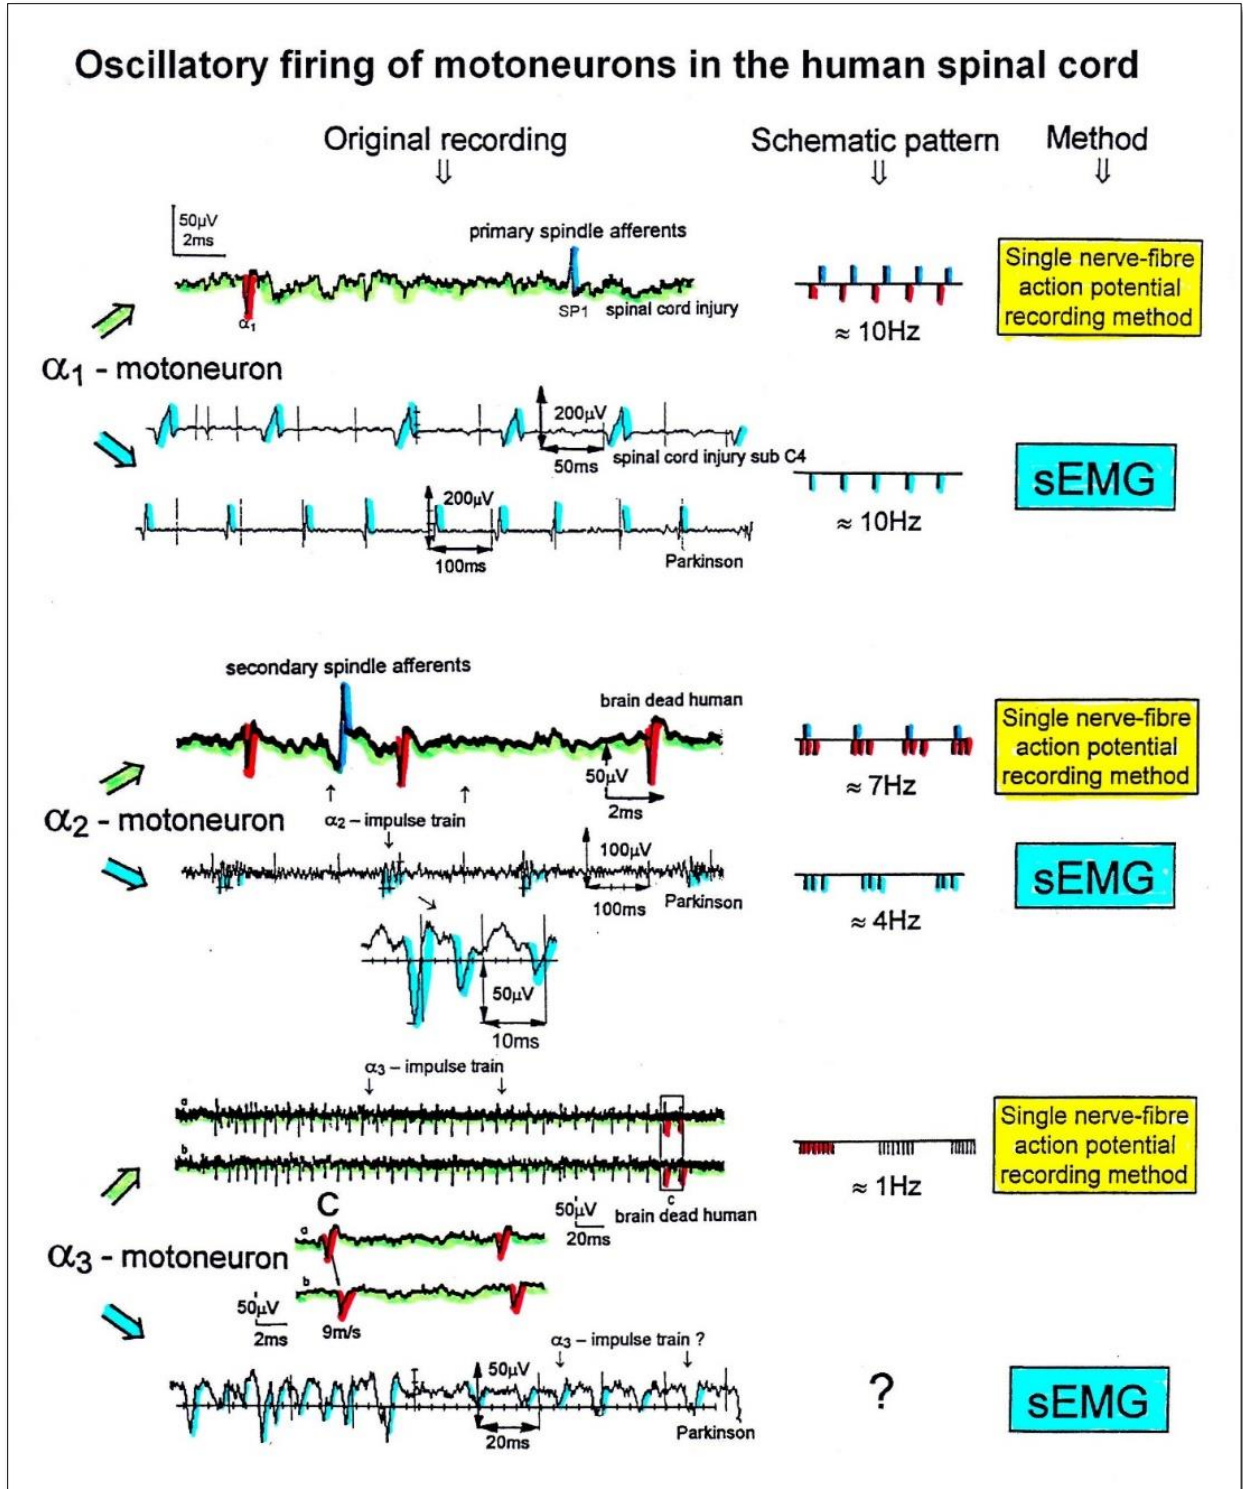 Oscillatory firing of motoneurons in the human spinal cord
Original recording
Schematic pattern
Method
⇓
⇓
⇓
50µV
2ms
primary spindle afferents
α1
SP1
spinal cord injury
≈ 10Hz
Single nerve-fibre
action potential
recording method
α1 - motoneuron
200µV
50ms
spinal cord injury sub C4
≈ 10Hz
sEMG
200µV
100ms
Parkinson
secondary spindle afferents
brain dead human
50µV
2ms
≈ 7Hz
Single nerve-fibre
action potential
recording method
α2 - motoneuron
α2 – impulse train
100µV
100ms
Parkinson
≈ 4Hz
sEMG
50µV
10ms
α3 – impulse train
a
b
c
50µV
20ms
brain dead human
≈ 1Hz
Single nerve-fibre
action potential
recording method
C
a
b
α3 - motoneuron
50µV
2ms
9m/s
α3 – impulse train ?
50µV
20ms
Parkinson
?
sEMG